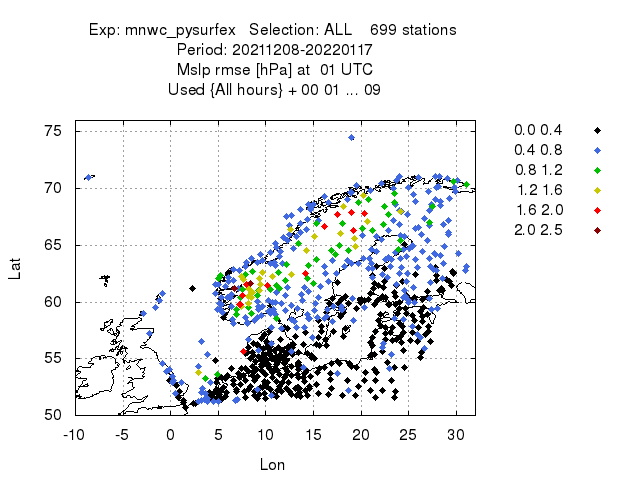 Exp: mnwc_pysurfex   Selection: ALL    699 stations
Period: 20211208-20220117
Mslp rmse [hPa] at  01 UTC
Used {All hours} + 00 01 ... 09
75
70
65
60
55
50
Lat
-10 -5 0 5 10 15 20 25 30
Lon
0.0 0.4
0.4 0.8
0.8 1.2
1.2 1.6
1.6 2.0
2.0 2.5